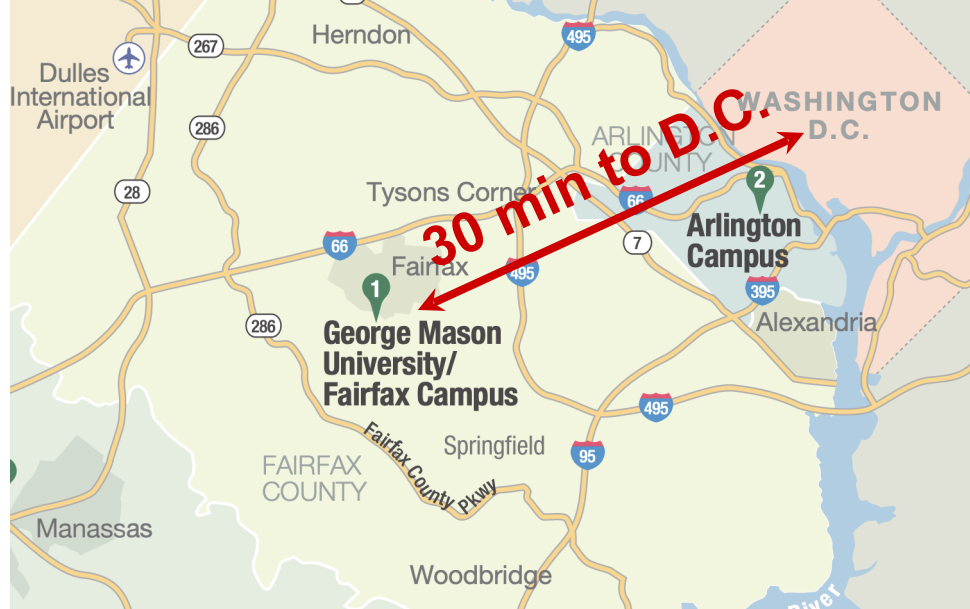 Herndon
495
267
Dulles
International
Airport
WASHINGTON
D.C.
286
ARLINGTON
COUNTY
30 min to D.C.
28
Tysons Corner
66
2
Arlington
Campus
7
66
Fairfax
495
1
395
286
George Mason
University/
Fairfax Campus
Alexandria
495
Fairfax County Pkwy
Springfield
95
FAIRFAX
COUNTY
Manassas
Woodbridge
River